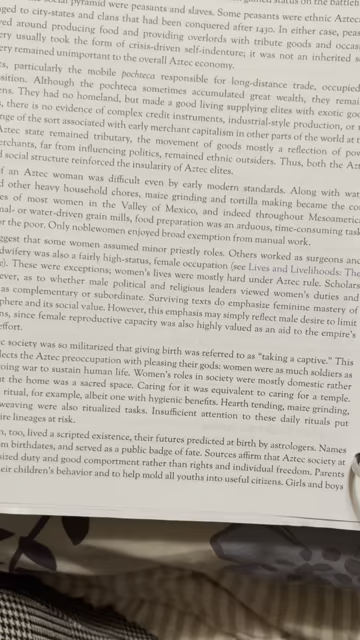 social pyramid were peasants and slaves. Some peasants were ethnic Aztec
ged to city-states and clans that had been conquered after 1430. In either case, peas
ved around producing food and providing overlords with tribute goods and occas
ery usually took the form of crisis-driven self-indenture; it was not an inherited s
ery remained unimportant to the overall Aztec economy.
s, particularly the mobile pochteca responsible for long-distance trade, occupied
sition. Although the pochteca sometimes accumulated great wealth, they remai
ens. They had no homeland, but made a good living supplying elites with exotic goo
s, there is no evidence of complex credit instruments, industrial-style production, or
nge of the sort associated with early merchant capitalism in other parts of the world at t
Aztec state remained tributary, the movement of goods mostly a reflection of pow
erchants, far from influencing politics, remained ethnic outsiders. Thus, both the Azt
d social structure reinforced the insularity of Aztec elites.
f an Aztec woman was difficult even by early modern standards. Along with wat
d other heavy household chores, maize grinding and tortilla making became the co
es of most women in the Valley of Mexico, and indeed throughout Mesoameric
mal- or water-driven grain mills, food preparation was an arduous, time-consuming task
or the poor. Only noblewomen enjoyed broad exemption from manual work.
ggest that some women assumed minor priestly roles. Others worked as surgeons and
dwifery was also a fairly high-status, female occupation (see Lives and Livelihoods: The
e). These were exceptions; women's lives were mostly hard under Aztec rule. Scholars
ever, as to whether male political and religious leaders viewed women's duties and
as complementary or subordinate. Surviving texts do emphasize feminine mastery of
phere and its social value. However, this emphasis may simply reflect male desire to limit
ns, since female reproductive capacity was also highly valued as an aid to the empire's
effort.
c society was so militarized that giving birth was referred to as "taking a captive." This
lects the Aztec preoccupation with pleasing their gods: women were as much soldiers as
oing war to sustain human life. Women's roles in society were mostly domestic rather
ut the home was a sacred space. Caring for it was equivalent to caring for a temple.
ritual, for example, albeit one with hygienic benefits. Hearth tending, maize grinding,
weaving were also ritualized tasks. Insufficient attention to these daily rituals put
ire lineages at risk.
n, too, lived a scripted existence, their futures predicted at birth by astrologers. Names
m birthdates, and served as a public badge of fate. Sources affirm that Aztec society at
sized duty and good comportment rather than rights and individual freedom. Parents
eir children's behavior and to help mold all youths into useful citizens. Girls and boys